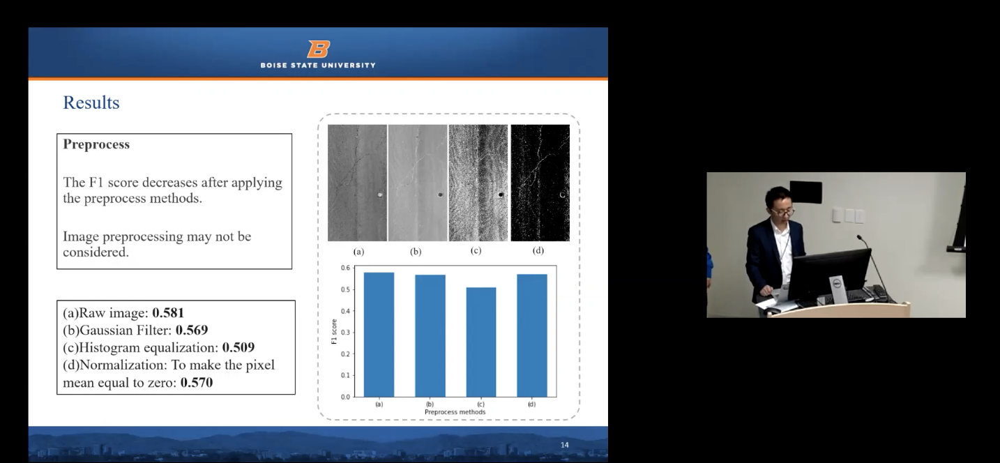 B
BOISE STATE UNIVERSITY
Results
Preprocess
The F1 score decreases after applying
the preprocess methods.
Image preprocessing may not be
considered.
(a)Raw image: 0.581
(b)Gaussian Filter: 0.569
(c)Histogram equalization: 0.509
(d)Normalization: To make the pixel
mean equal to zero: 0.570
(a) (b) (c) (d)
0.6
0.5
0.4
0.3
0.2
0.1
0.0
F1 score
(a) (b) (c) (d)
Preprocess methods
14
DELL